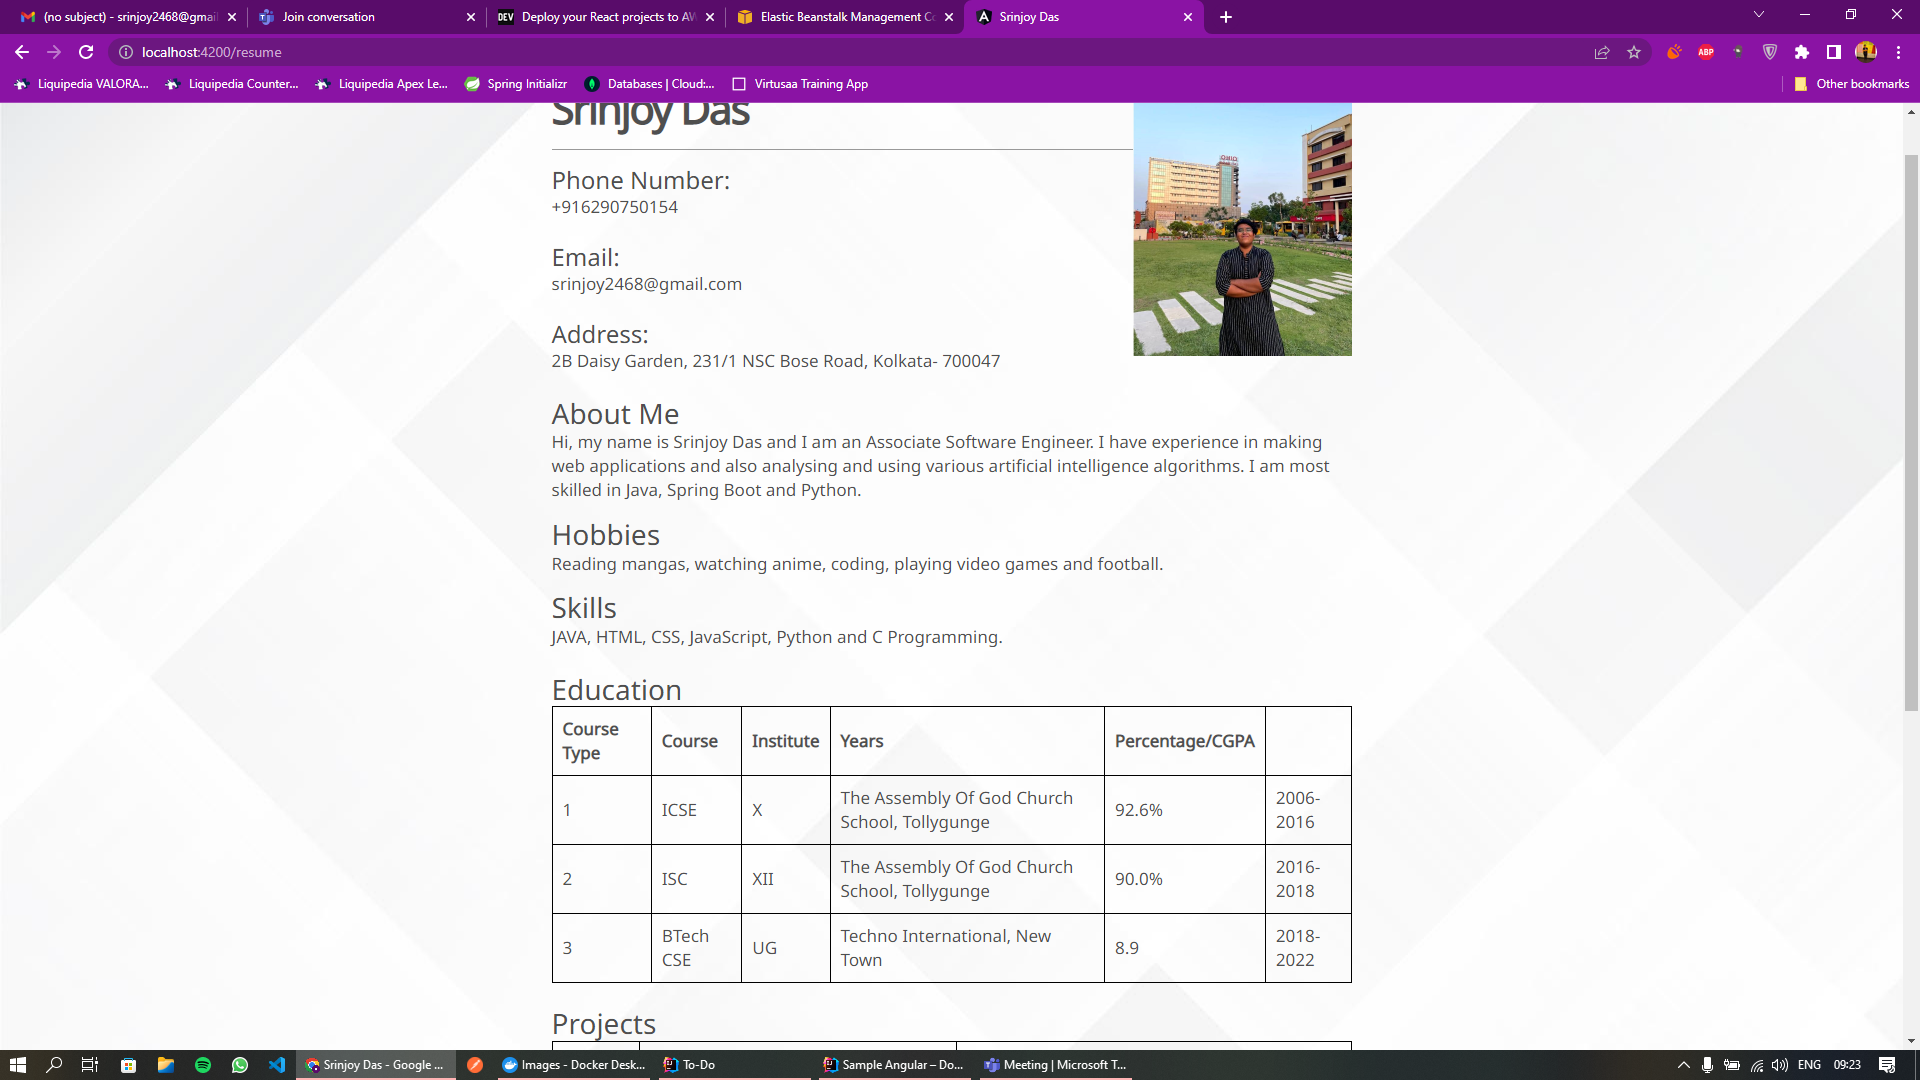 (no subject) - srinjoy2468@gmail
Join conversation
Deploy your React projects to AW
Elastic Beanstalk Management Co
Srinjoy Das
localhost:4200/resume
Liquipedia VALORA...
Liquipedia Counter...
Liquipedia Apex Le...
Spring Initializr
Databases | Cloud:...
Virtusaa Training App
Other bookmarks
Srinjoy Das
Phone Number:
+916290750154
Email:
srinjoy2468@gmail.com
Address:
2B Daisy Garden, 231/1 NSC Bose Road, Kolkata- 700047
About Me
Hi, my name is Srinjoy Das and I am an Associate Software Engineer. I have experience in making
web applications and also analysing and using various artificial intelligence algorithms. I am most
skilled in Java, Spring Boot and Python.
Hobbies
Reading mangas, watching anime, coding, playing video games and football.
Skills
JAVA, HTML, CSS, JavaScript, Python and C Programming.
Education
Course Type Course Institute Years Percentage/CGPA
1 ICSE X The Assembly Of God Church School, Tollygunge 92.6% 2006-2016
2 ISC XII The Assembly Of God Church School, Tollygunge 90.0% 2016-2018
3 BTech CSE UG Techno International, New Town 8.9 2018-2022
Projects
Srinjoy Das - Google ...
Images - Docker Desk...
To-Do
Sample Angular – Do...
Meeting | Microsoft T...
ENG
09:23
DEV
ABP